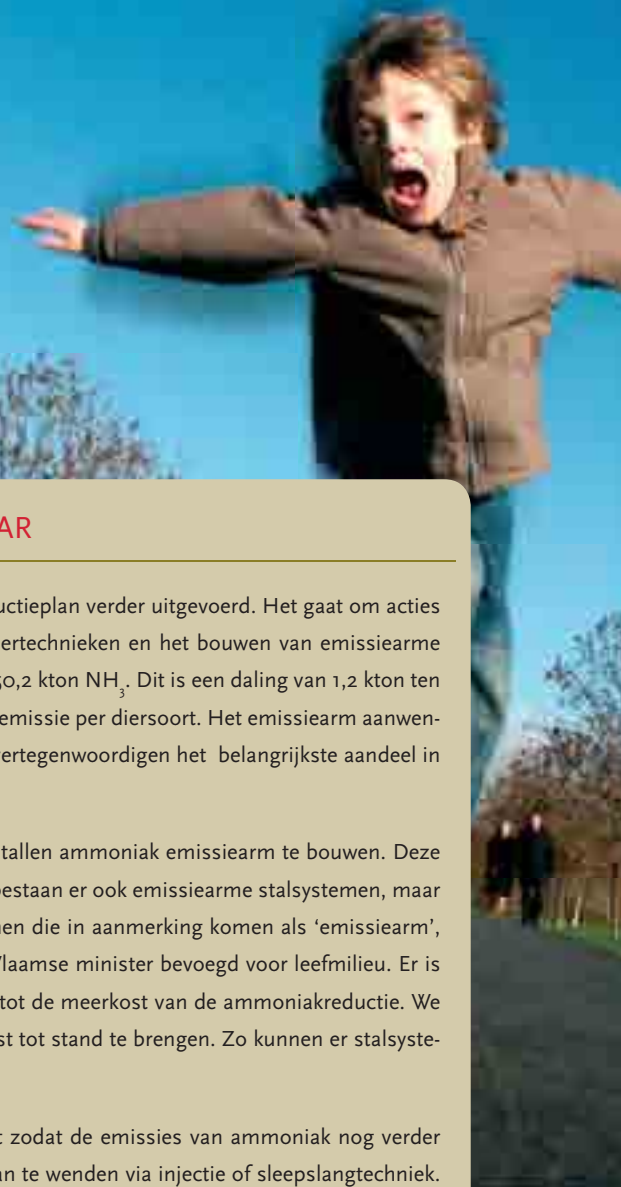 AR
uctieplan verder uitgevoerd. Het gaat om acties
ertechnieken en het bouwen van emissiearme
50,2 kton NH₃. Dit is een daling van 1,2 kton ten
emissie per diersoort. Het emissiearm aanwen-
ertegenwoordigen het belangrijkste aandeel in
tallen ammoniak emissiearm te bouwen. Deze
bestaan er ook emissiearme stalsystemen, maar
en die in aanmerking komen als ‘emissiearm’,
Vlaamse minister bevoegd voor leefmilieu. Er is
tot de meerkost van de ammoniakreductie. We
st tot stand te brengen. Zo kunnen er stalsyste-
t zodat de emissies van ammoniak nog verder
an te wenden via injectie of sleepslangtechniek.